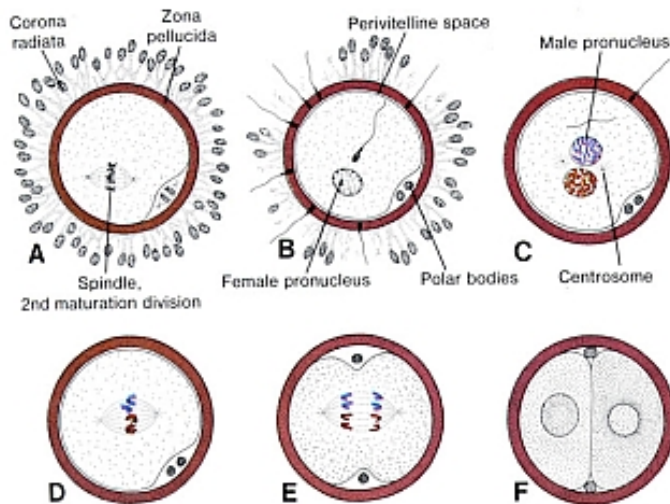 Corona
radiata
Zona
pellucida
Perivitelline space
Male pronucleus
A
B
C
Spindle,
2nd maturation division
Female pronucleus
Polar bodies
Centrosome
D
E
F